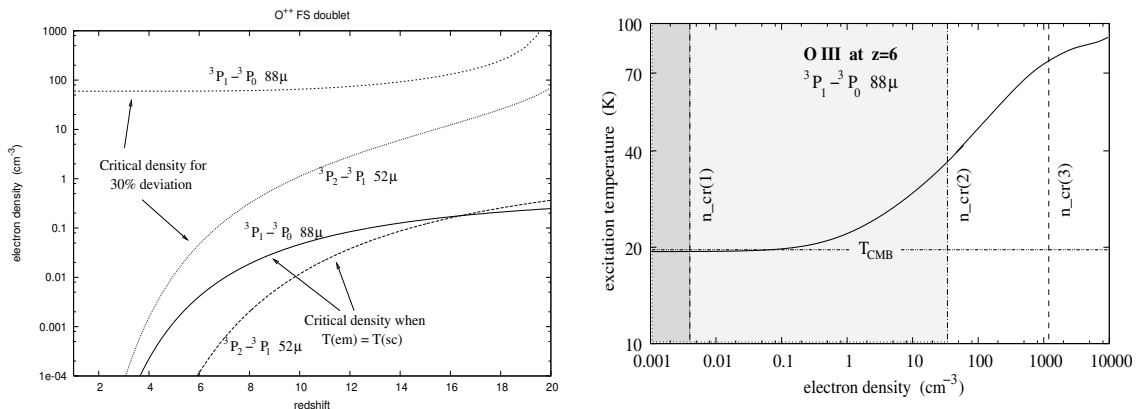 O⁺⁺ FS doublet
1000
100
10
1
0.1
0.01
0.001
1e-04
electron density (cm⁻³)
³P₁−³P₀ 88μ
Critical density for
30% deviation
³P₂−³P₁ 52μ
³P₁−³P₀ 88μ
Critical density when
T(em) = T(sc)
³P₂−³P₁ 52μ
2 4 6 8 10 12 14 16 18 20
redshift
100
70
40
20
10
excitation temperature (K)
O III at z=6
³P₁−³P₀ 88μ
n_cr(1)
n_cr(2)
n_cr(3)
T_CMB
0.001 0.01 0.1 1 10 100 1000 10000
electron density (cm⁻³)